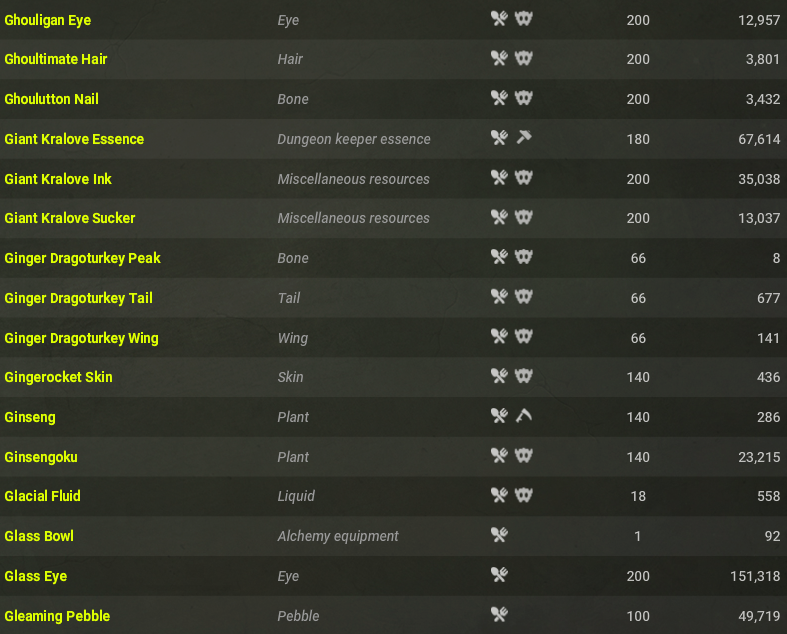 Ghouligan Eye Eye 200 12,957
Ghoultimate Hair Hair 200 3,801
Ghoulutton Nail Bone 200 3,432
Giant Kralove Essence Dungeon keeper essence 180 67,614
Giant Kralove Ink Miscellaneous resources 200 35,038
Giant Kralove Sucker Miscellaneous resources 200 13,037
Ginger Dragoturkey Peak Bone 66 8
Ginger Dragoturkey Tail Tail 66 677
Ginger Dragoturkey Wing Wing 66 141
Gingerocket Skin Skin 140 436
Ginseng Plant 140 286
Ginsengoku Plant 140 23,215
Glacial Fluid Liquid 18 558
Glass Bowl Alchemy equipment 1 92
Glass Eye Eye 200 151,318
Gleaming Pebble Pebble 100 49,719